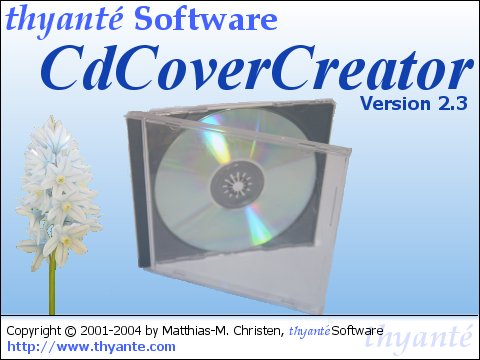 thyanté Software
CdCoverCreator
Version 2.3
Copyright © 2001-2004 by Matthias-M. Christen, thyantéSoftware
thyanté
http://www.thyante.com